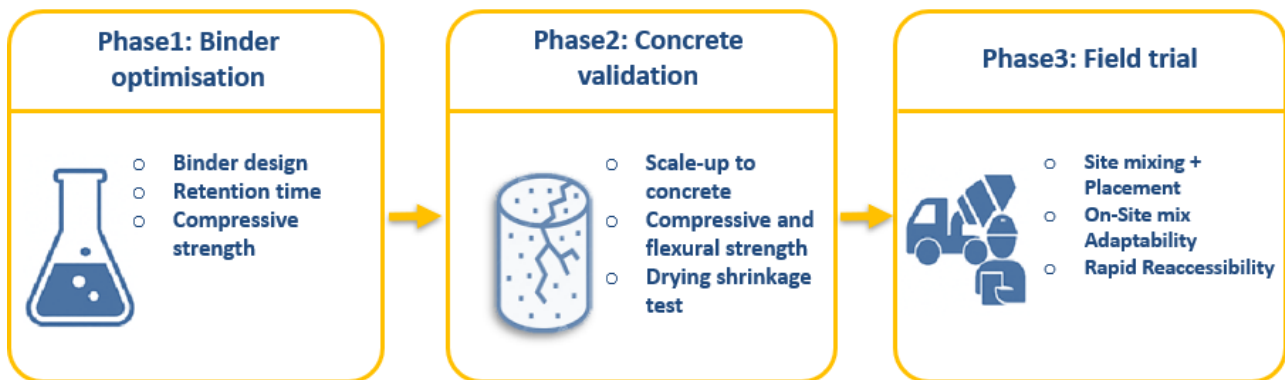 Phase1: Binder
optimisation
Binder design
Retention time
Compressive
strength
Phase2: Concrete
validation
Scale-up to
concrete
Compressive and
flexural strength
Drying shrinkage
test
Phase3: Field trial
Site mixing +
Placement
On-Site mix
Adaptability
Rapid Reaccessibility